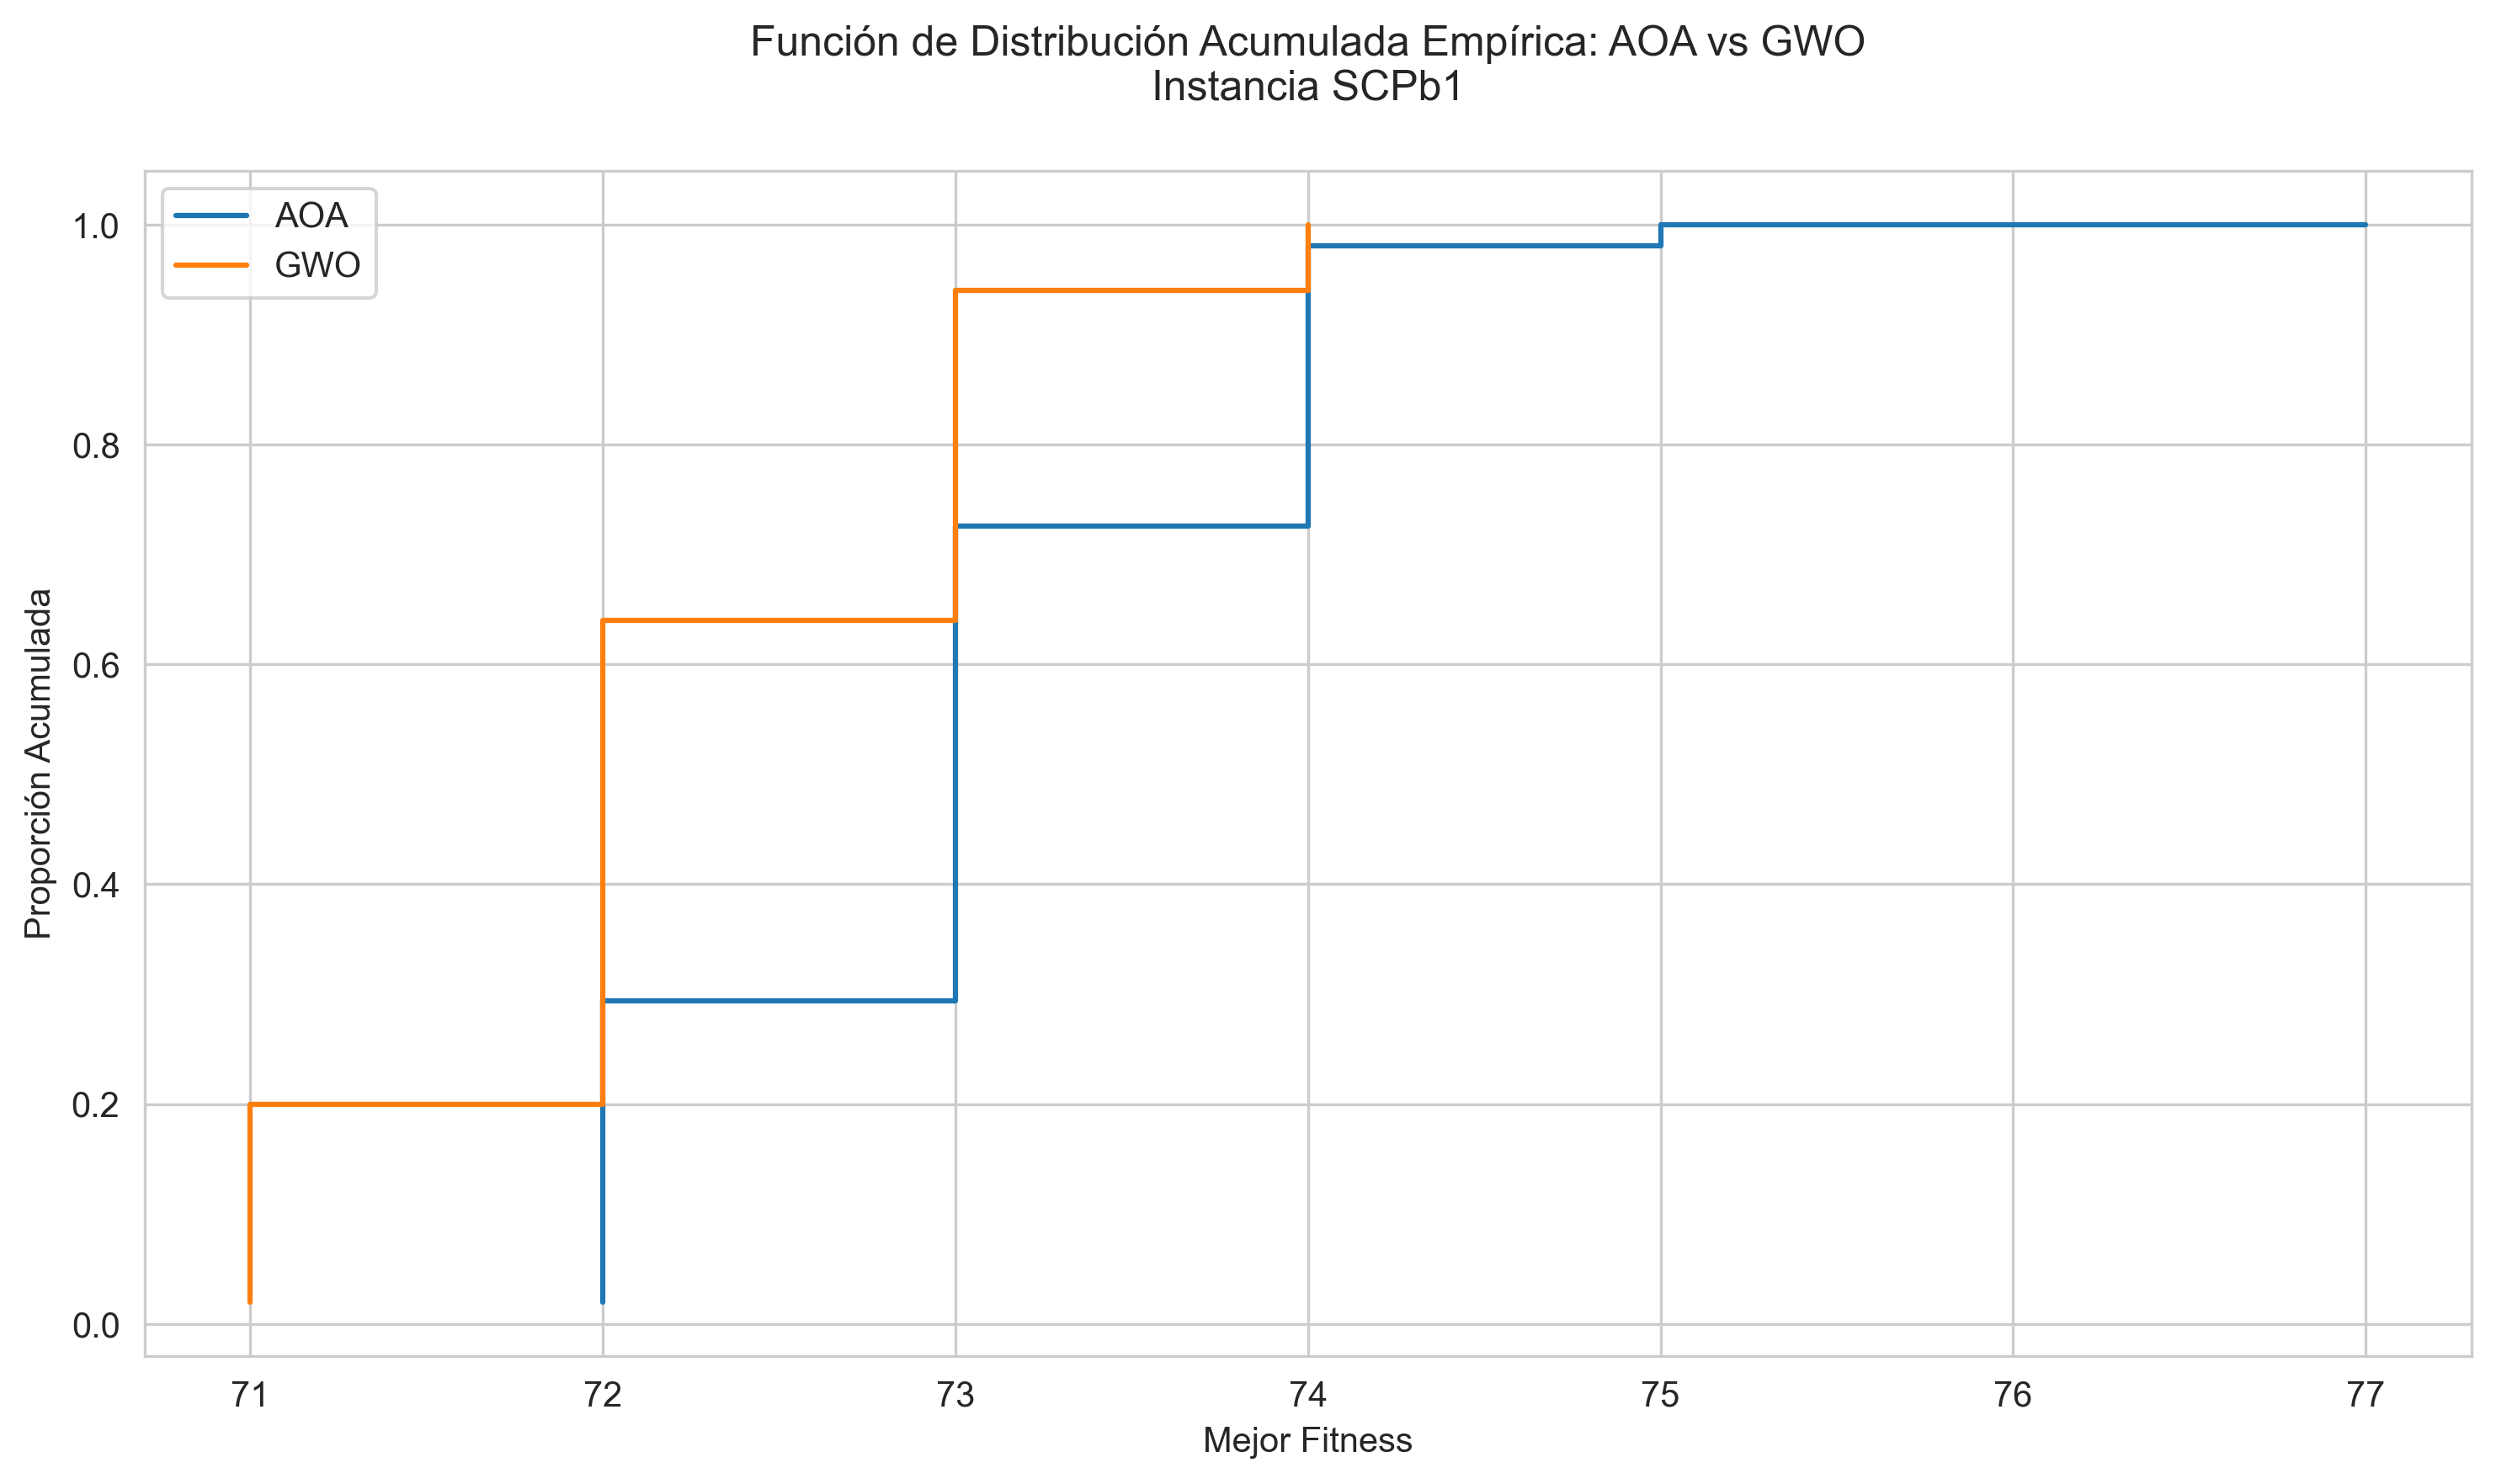 Función de Distribución Acumulada Empírica: AOA vs GWO
Instancia SCPb1
AOA
GWO
1.0
0.8
0.6
0.4
0.2
0.0
Proporción Acumulada
71 72 73 74 75 76 77
Mejor Fitness